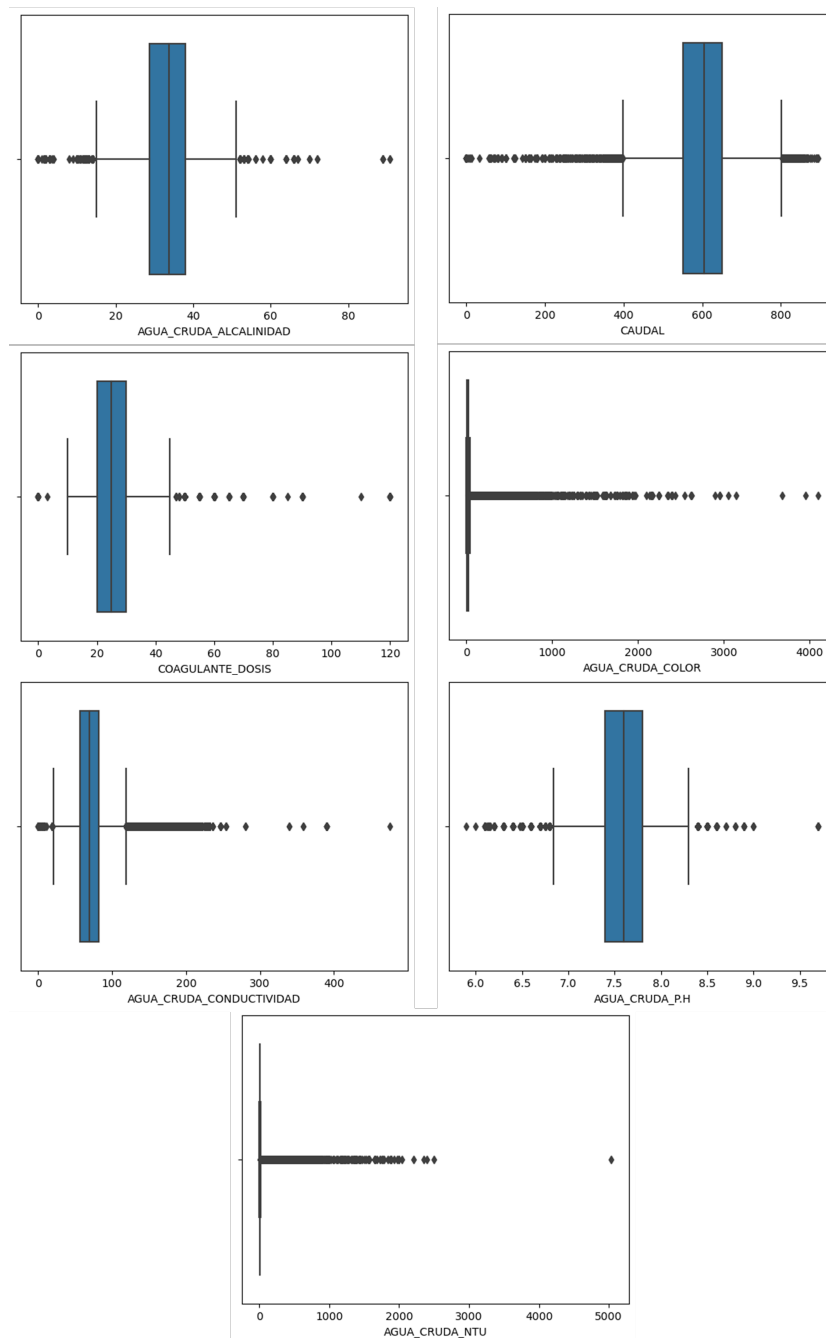 0 20 40 60 80
AGUA_CRUDA_ALCALINIDAD
0 200 400 600 800
CAUDAL
0 20 40 60 80 100 120
COAGULANTE_DOSIS
0 1000 2000 3000 4000
AGUA_CRUDA_COLOR
0 100 200 300 400
AGUA_CRUDA_CONDUCTIVIDAD
6.0 6.5 7.0 7.5 8.0 8.5 9.0 9.5
AGUA_CRUDA_P.H
0 1000 2000 3000 4000 5000
AGUA_CRUDA_NTU